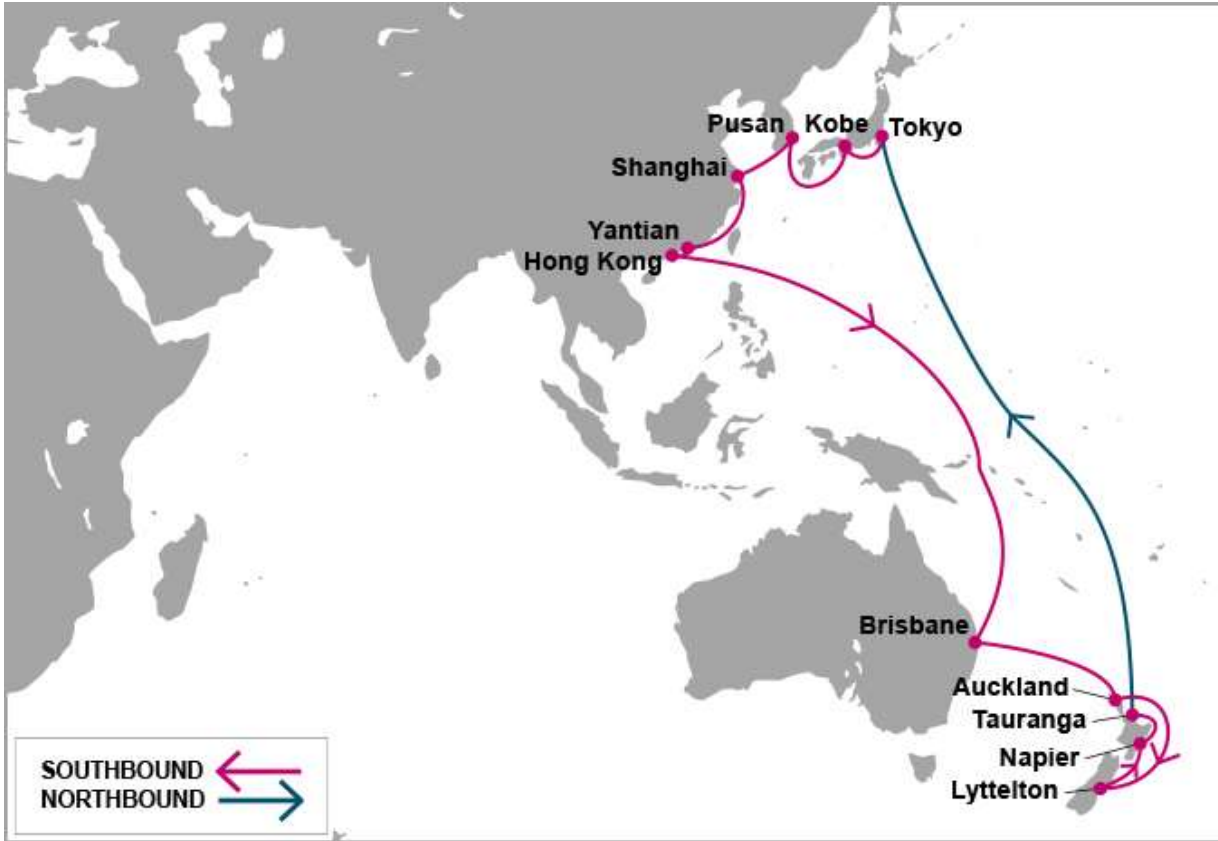 Pusan
Kobe
Tokyo
Shanghai
Yantian
Hong Kong
Brisbane
Auckland
Tauranga
Napier
Lyttelton
SOUTHBOUND
NORTHBOUND